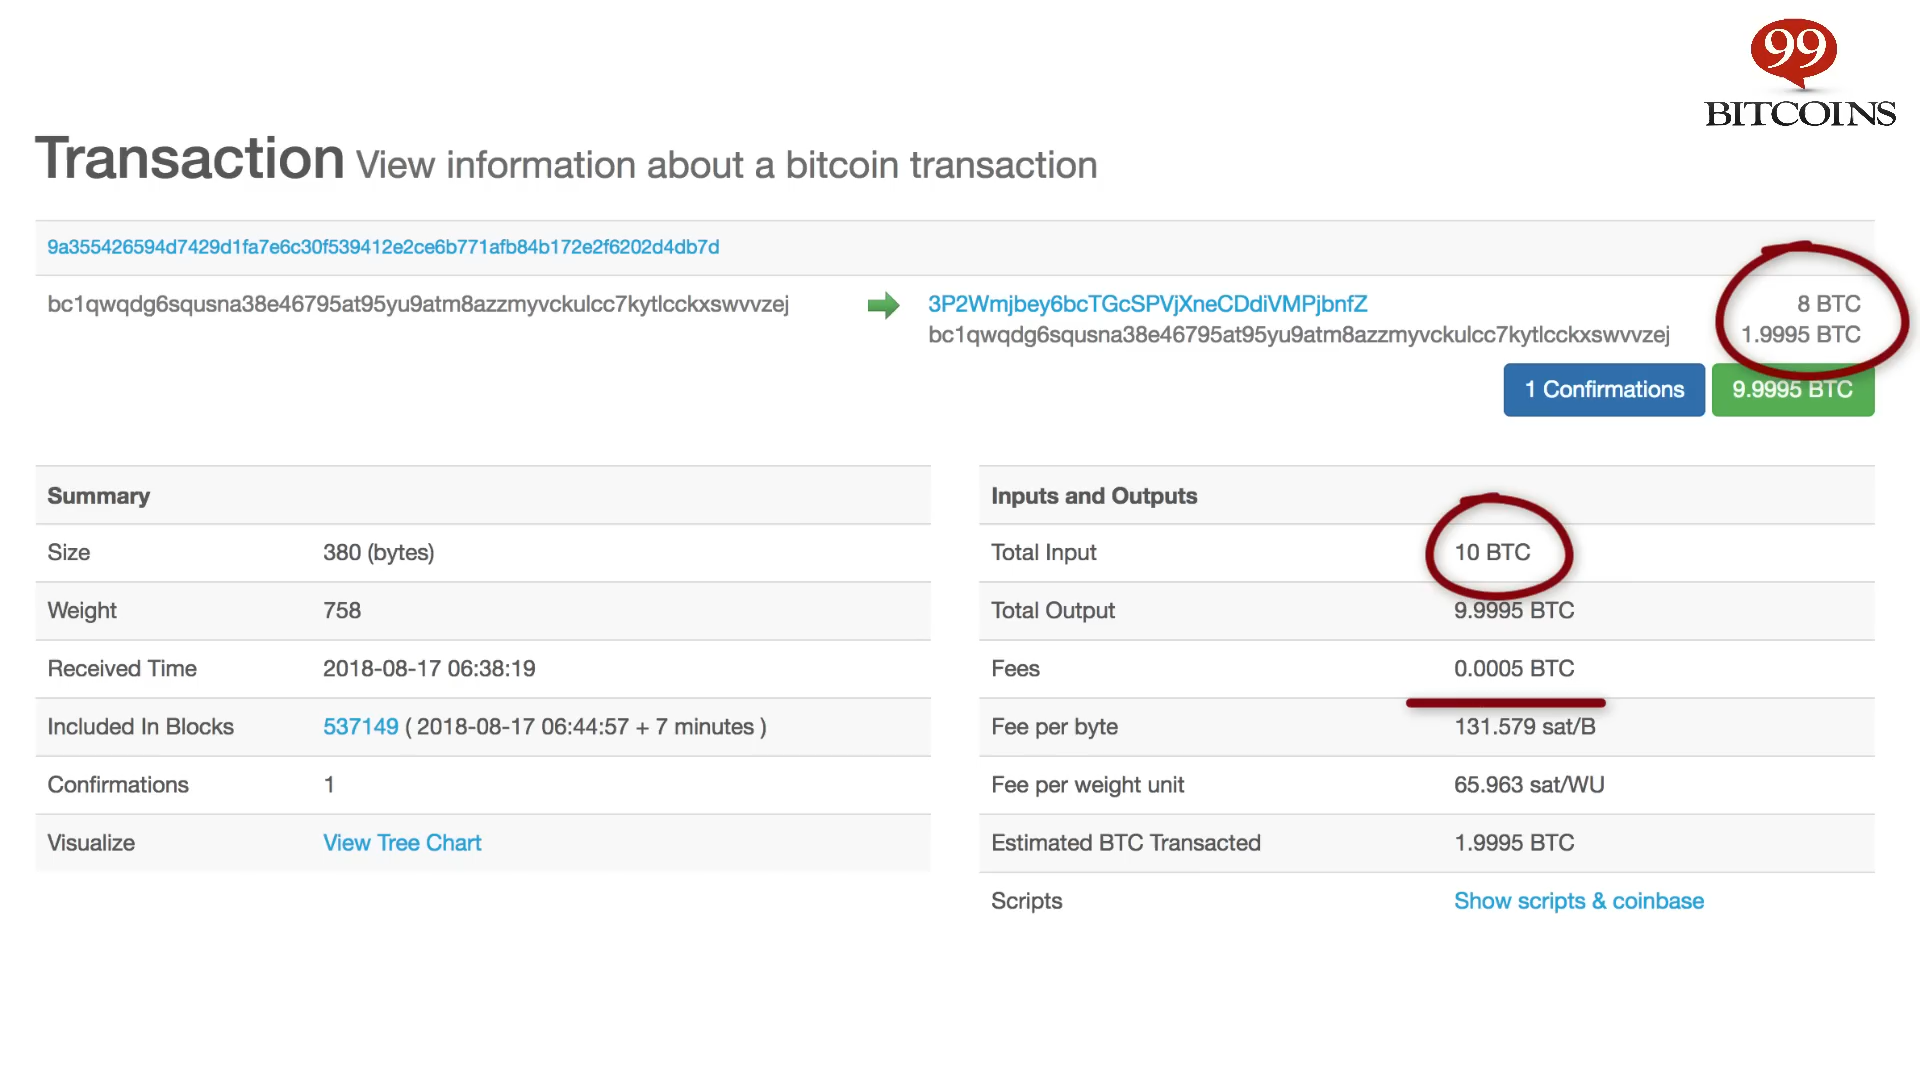 99
BITCOINS
Transaction View information about a bitcoin transaction
9a355426594d7429d1fa7e6c30f539412e2ce6b771afb84b172e2f6202d4db7d
bc1qwqdg6squsna38e46795at95yu9atm8azzmyvckulcc7kytlcckxswvvzej
3P2Wmjbey6bcTGcSPVjXneCDdiVMPjbnfZ 8 BTC
bc1qwqdg6squsna38e46795at95yu9atm8azzmyvckulcc7kytlcckxswvvzej 1.9995 BTC
1 Confirmations 9.9995 BTC
Summary
Size 380 (bytes)
Weight 758
Received Time 2018-08-17 06:38:19
Included In Blocks 537149 ( 2018-08-17 06:44:57 + 7 minutes )
Confirmations 1
Visualize View Tree Chart
Inputs and Outputs
Total Input 10 BTC
Total Output 9.9995 BTC
Fees 0.0005 BTC
Fee per byte 131.579 sat/B
Fee per weight unit 65.963 sat/WU
Estimated BTC Transacted 1.9995 BTC
Scripts Show scripts & coinbase